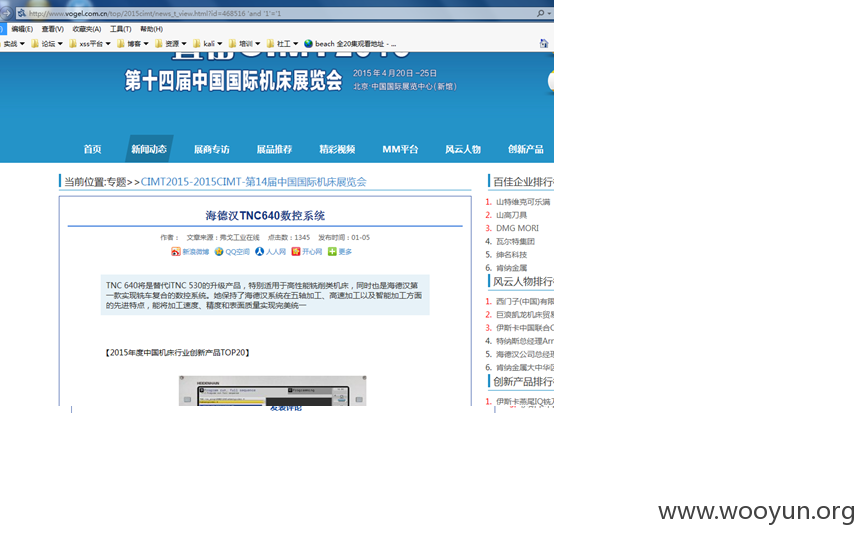 http://www.vogel.com.cn/top/2015cimt/news_t_view.html?id=468516 'and '1'='1
编辑(E) 查看(V) 收藏夹(A) 工具(T) 帮助(H)
实战 论坛 xss平台 博客 资源 kali 培训 社工 beach 全20集观看地址 - ...
2015年4月20日-25日
第十四届中国国际机床展览会
北京·中国国际展览中心(新馆)
首页 新闻动态 展商专访 展品推荐 精彩视频 MM平台 风云人物 创新产品
当前位置:专题>>CIMT2015-2015CIMT-第14届中国国际机床展览会
海德汉TNC640数控系统
作者： 文章来源：弗戈工业在线 点击数：1345 发布时间：01-05
新浪微博 QQ空间 人人网 开心网 更多
TNC 640将是替代iTNC 530的升级产品，特别适用于高性能铣削类机床，同时也是海德汉第
一款实现铣车复合的数控系统。她保持了海德汉系统在五轴加工、高速加工以及智能加工方面
的先进特点，能将加工速度、精度和表面质量实现完美统一
【2015年度中国机床行业创新产品TOP20】
HEIDENHAIN
发表评论
百佳企业排行
1. 山特维克可乐满
2. 山高刀具
3. DMG MORI
4. 瓦尔特集团
5. 绅名科技
6. 肯纳金属
风云人物排行
1. 西门子(中国)有限
2. 巨浪凯龙机床贸易
3. 伊斯卡中国联合C
4. 特纳斯总经理Arr
5. 海德汉公司总经理
6. 肯纳金属大中华区
创新产品排行
1. 伊斯卡燕尾IQ铣刀
www.wooyun.org